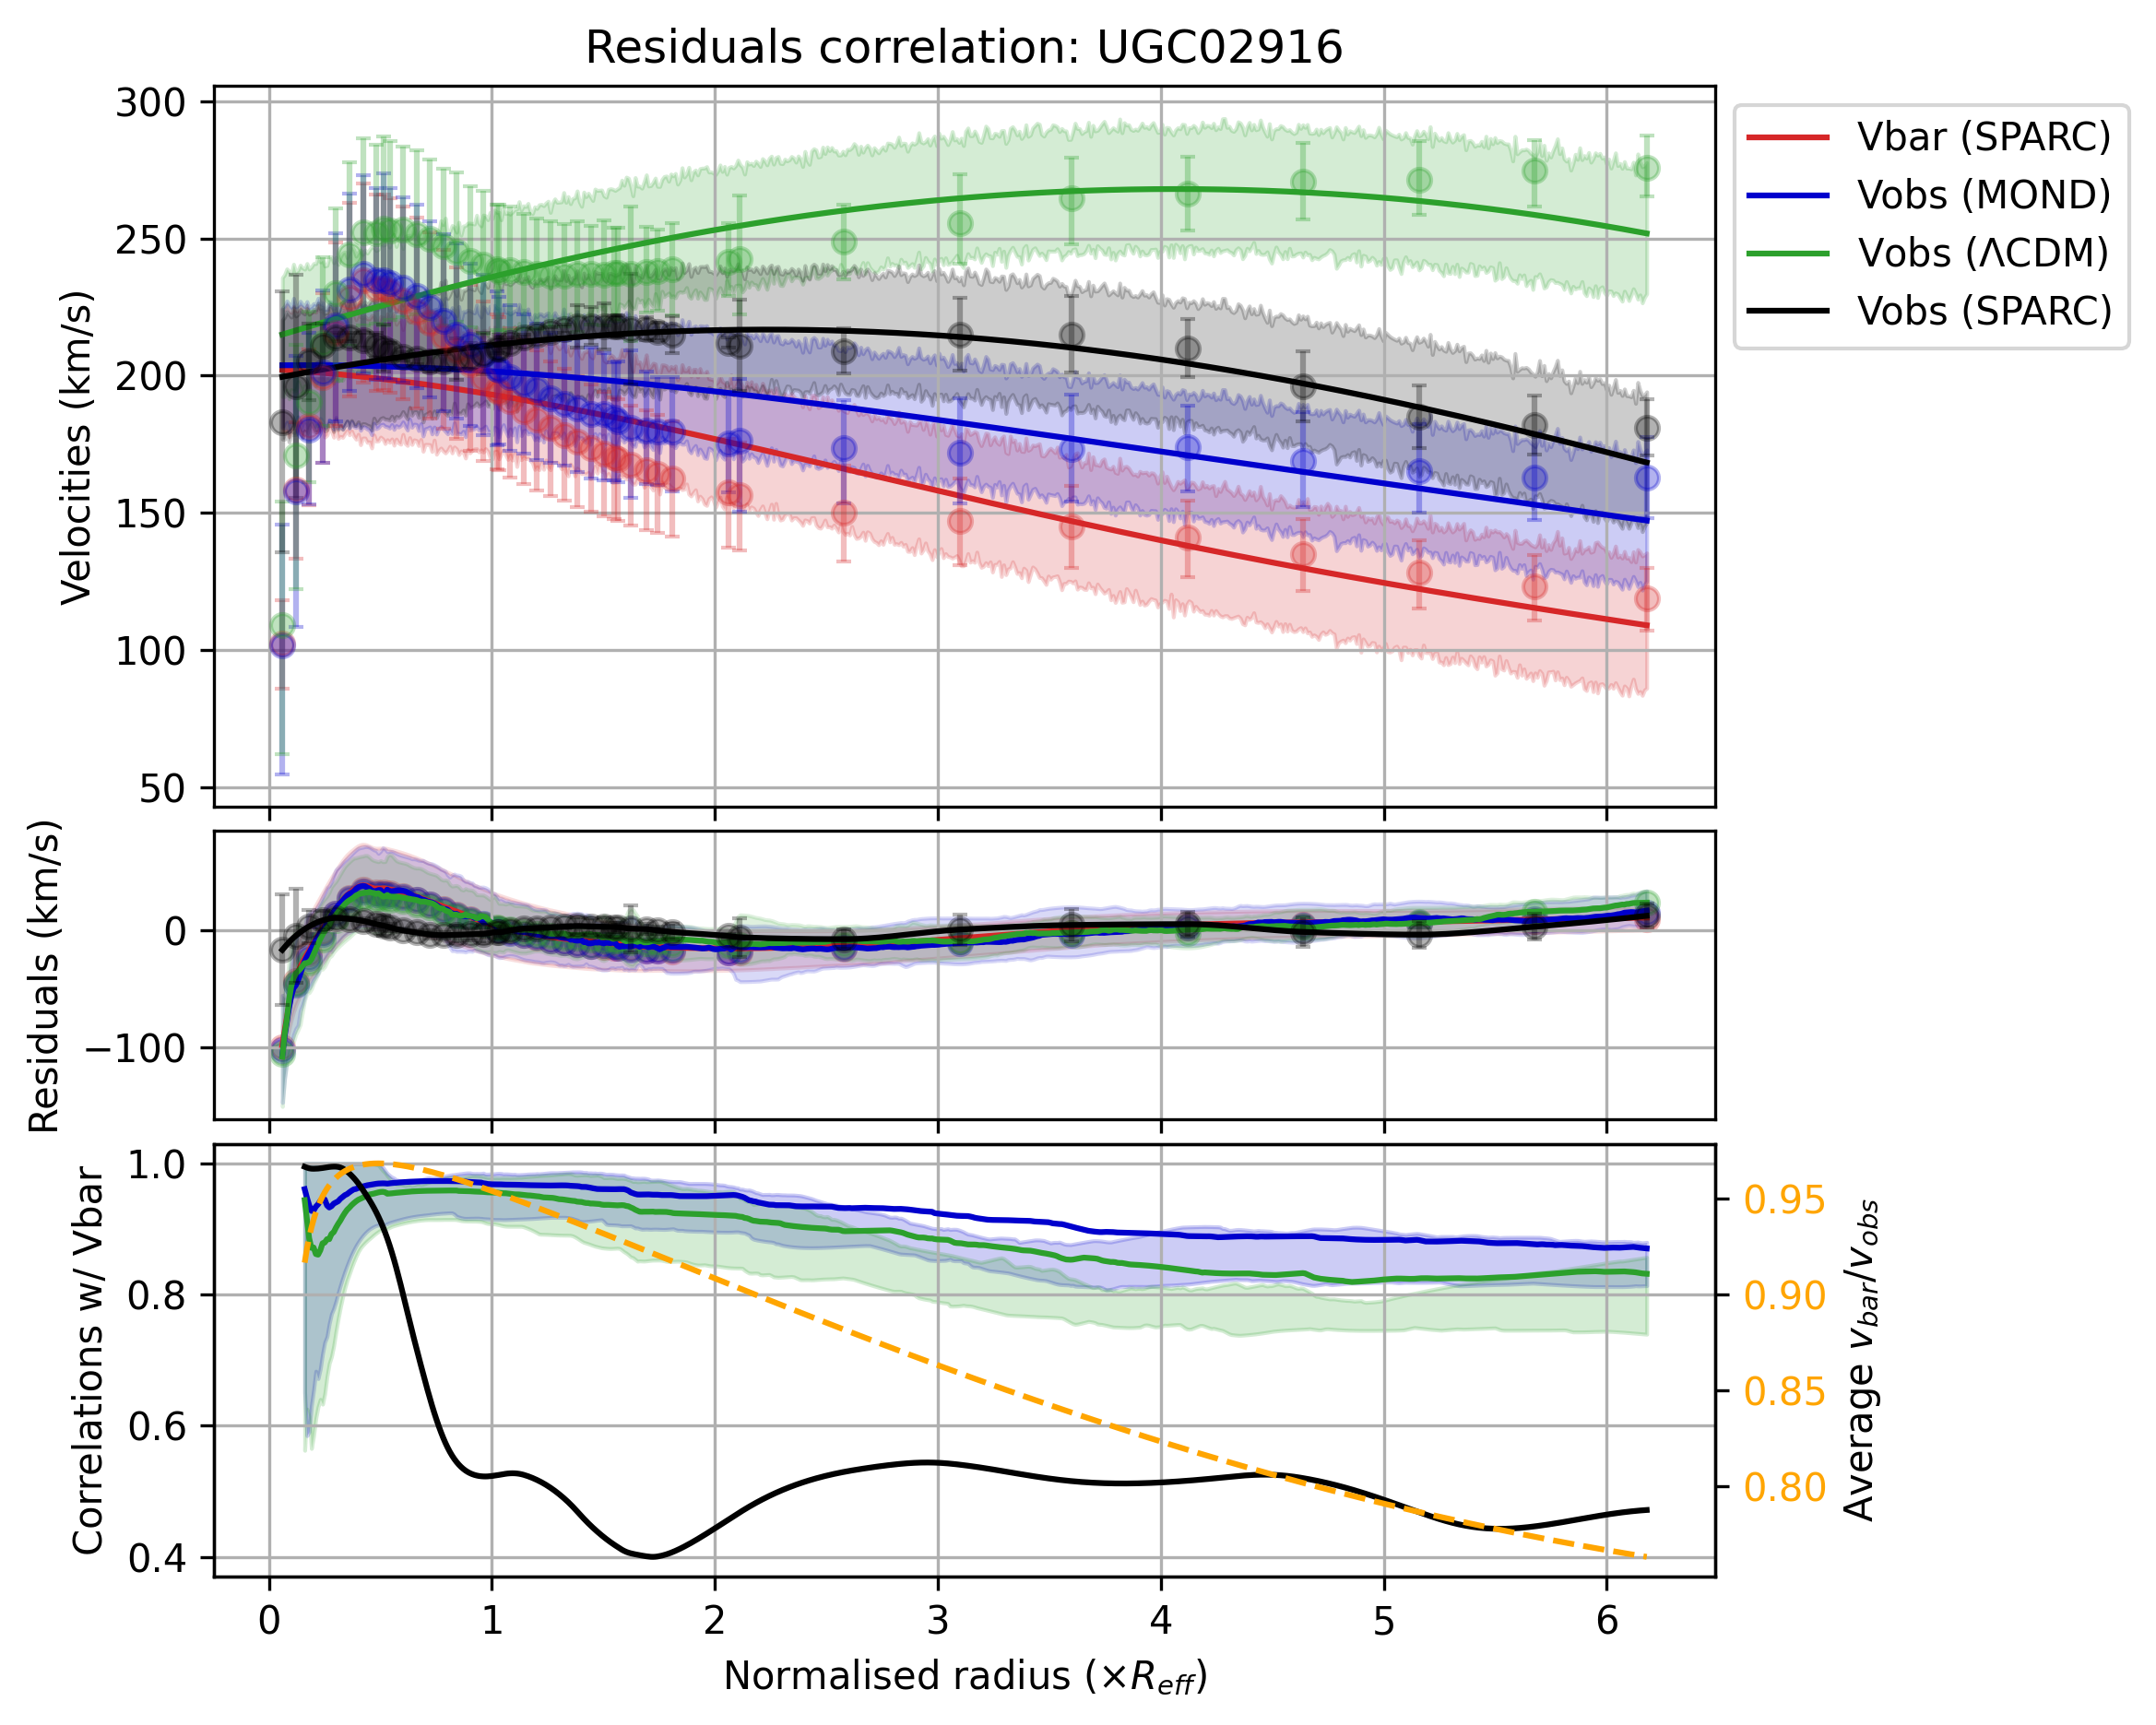 Residuals correlation: UGC02916
Velocities (km/s)
300
250
200
150
100
50
Vbar (SPARC)
Vobs (MOND)
Vobs (ΛCDM)
Vobs (SPARC)
Residuals (km/s)
0
−100
Correlations w/ Vbar
1.0
0.8
0.6
0.4
0.95
0.90
0.85
0.80
Average v_bar/v_obs
0 1 2 3 4 5 6
Normalised radius (×R_eff)